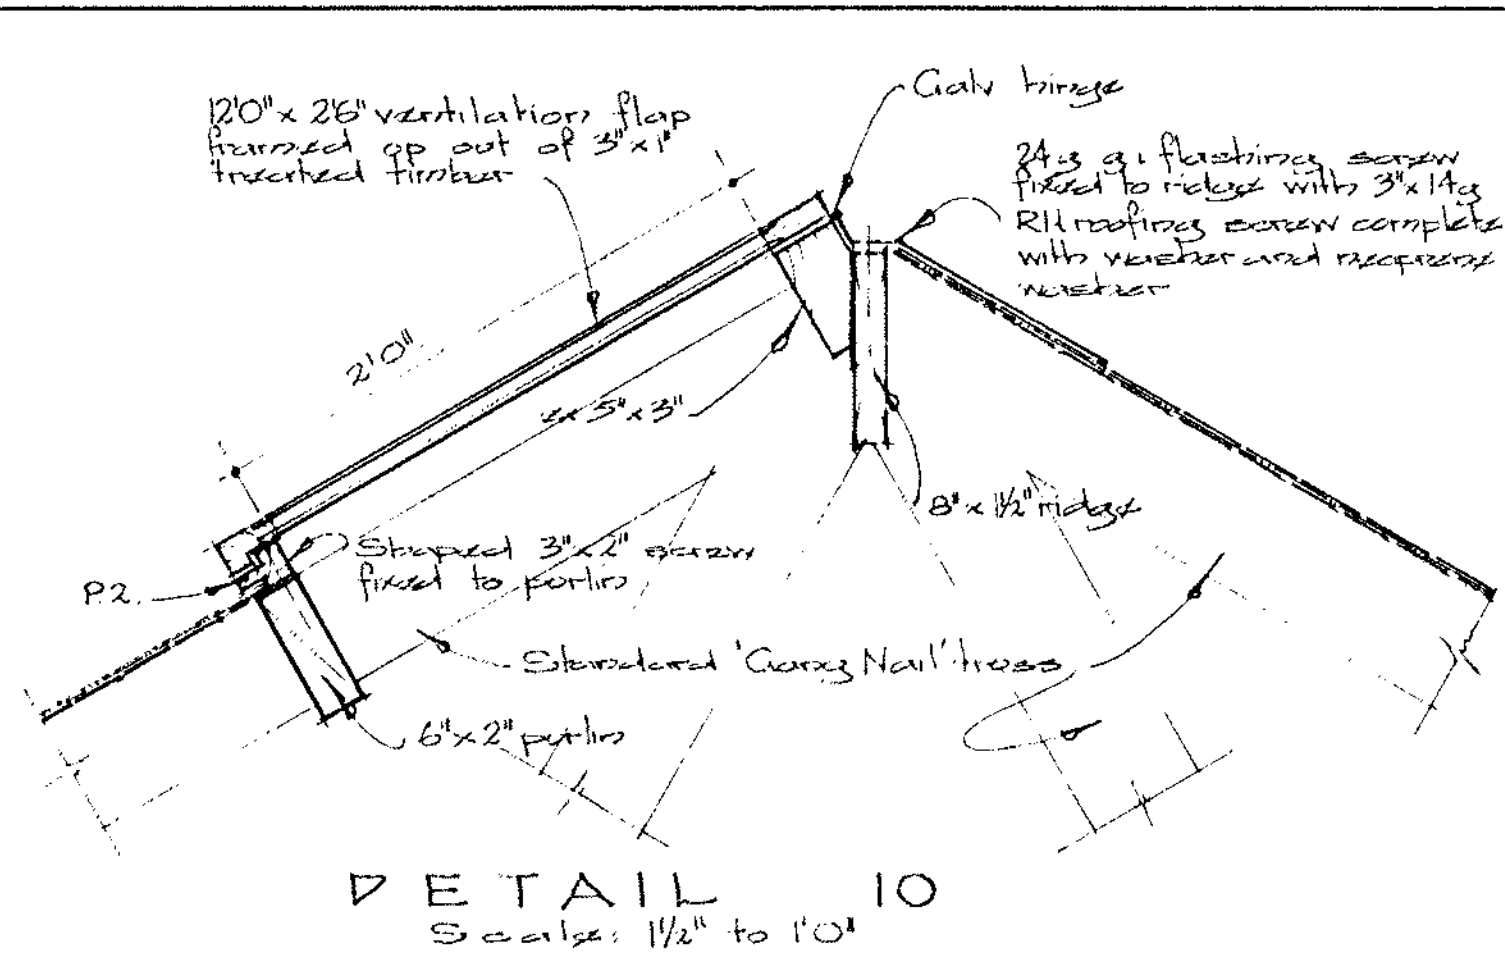 12'0" x 2'6" ventilation flap
framed up out of 3" x 1"
treated timber
Galv hinge
24g g.i flashing screw
fixed to ridge with 3" x 14g
RH roofing screw complete
with washer and neoprene
washer
2'0"
ex 5" x 3"
8" x 1½" ridge
Shaped 3" x 2" screw
fixed to purlin
P.2.
Standard 'Gang Nail' truss
6" x 2" purlin
DETAIL 10
Scale: 1½" to 1'0"